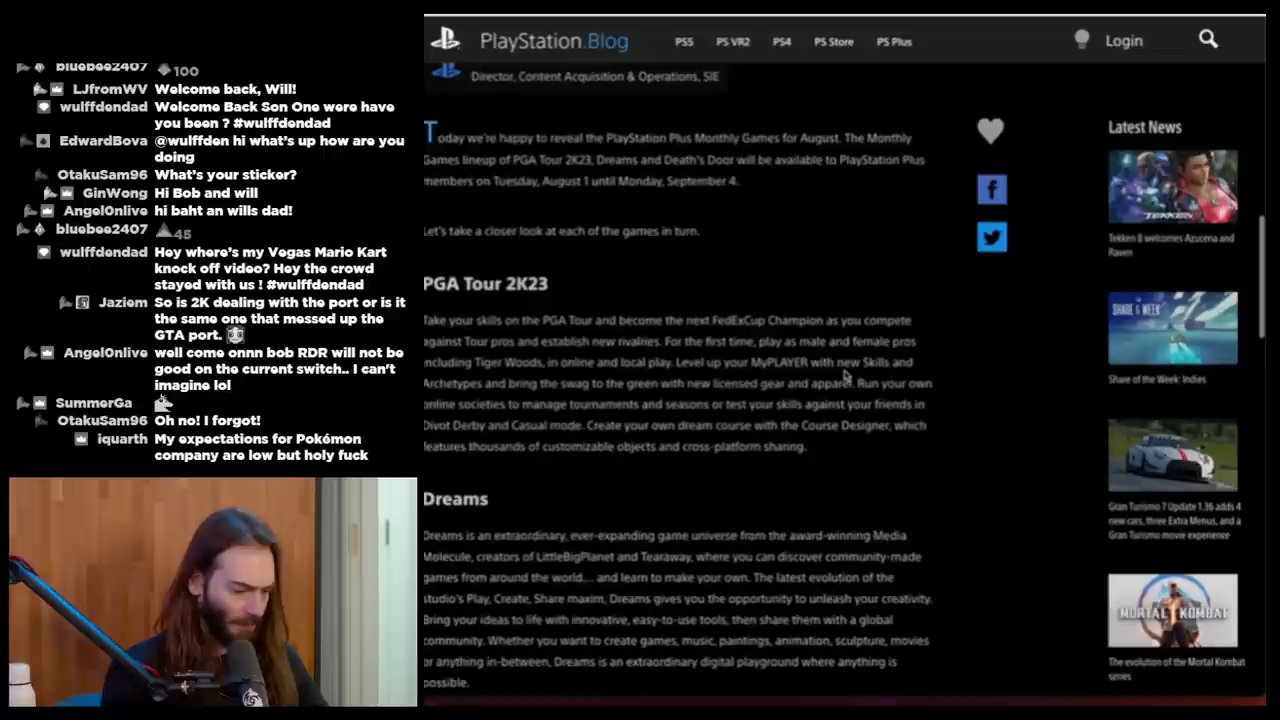 bluebee2407 100
LJfromWV Welcome back, Will!
wulffdendad Welcome Back Son One were have
you been ? #wulffdendad
EdwardBova @wulffden hi what's up how are you
doing
OtakuSam96 What's your sticker?
GinWong Hi Bob and will
Angel0nlive hi baht an wills dad!
bluebee2407 45
wulffdendad Hey where's my Vegas Mario Kart
knock off video? Hey the crowd
stayed with us ! #wulffdendad
Jaziem So is 2K dealing with the port or is it
the same one that messed up the
GTA port.
Angel0nlive well come onnn bob RDR will not be
good on the current switch.. I can't
imagine lol
SummerGa
OtakuSam96 Oh no! I forgot!
iquarth My expectations for Pokémon
company are low but holy fuck
PlayStation.Blog PS5 PS VR2 PS4 PS Store PS Plus Login
Director, Content Acquisition & Operations, SIE
Today we're happy to reveal the PlayStation Plus Monthly Games for August. The Monthly
Games lineup of PGA Tour 2K23, Dreams and Death's Door will be available to PlayStation Plus
members on Tuesday, August 1 until Monday, September 4.
Let's take a closer look at each of the games in turn.
PGA Tour 2K23
Take your skills on the PGA Tour and become the next FedExCup Champion as you compete
against Tour pros and establish new rivalries. For the first time, play as male and female pros
including Tiger Woods, in online and local play. Level up your MyPLAYER with new Skills and
Archetypes and bring the swag to the green with new licensed gear and apparel. Run your own
online societies to manage tournaments and seasons or test your skills against your friends in
Divot Derby and Casual mode. Create your own dream course with the Course Designer, which
features thousands of customizable objects and cross-platform sharing.
Dreams
Dreams is an extraordinary, ever-expanding game universe from the award-winning Media
Molecule, creators of LittleBigPlanet and Tearaway, where you can discover community-made
games from around the world... and learn to make your own. The latest evolution of the
studio's Play, Create, Share maxim, Dreams gives you the opportunity to unleash your creativity.
Bring your ideas to life with innovative, easy-to-use tools, then share them with a global
community. Whether you want to create games, music, paintings, animation, sculpture, movies
or anything in-between, Dreams is an extraordinary digital playground where anything is
possible.
Latest News
TEKKEN
Tekken 8 welcomes Azucena and
Raven
SHARE of the WEEK
Share of the Week: Indies
Gran Turismo 7 Update 1.36 adds 4
new cars, three Extra Menus, and a
Gran Turismo movie experience
MORTAL KOMBAT
The evolution of the Mortal Kombat
series